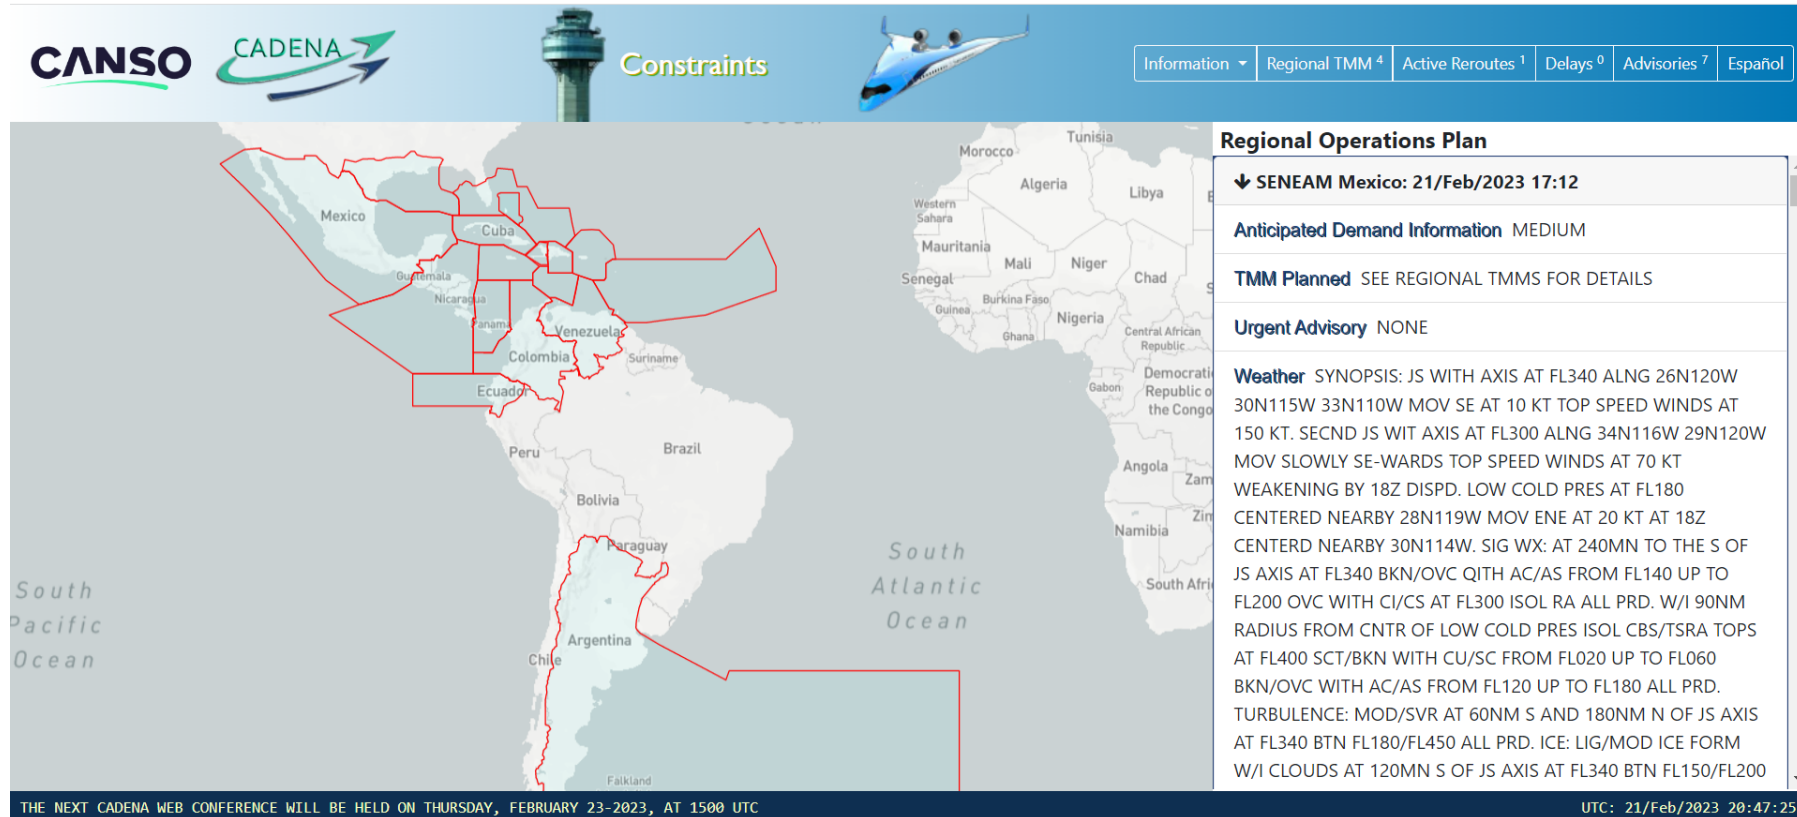 CANSO
CADENA
Constraints
Information
Regional TMM 4
Active Reroutes 1
Delays 0
Advisories 7
Español
Tunisia
Morocco
Algeria
Libya
Western
Sahara
Mexico
Cuba
Mauritania
Mali
Niger
Chad
Senegal
Guatemala
Nicaragua
Burkina Faso
Guinea
Nigeria
Ghana
Central African
Republic
Panama
Venezuela
Colombia
Suriname
Ecuador
Democrati
Republic o
the Congo
Gabon
Brazil
Peru
Angola
Zam
Bolivia
Namibia
Zin
Paraguay
South
Atlantic
Ocean
South Afri
South
Pacific
Ocean
Argentina
Chile
Falkland
Regional Operations Plan
SENEAM Mexico: 21/Feb/2023 17:12
Anticipated Demand Information MEDIUM
TMM Planned SEE REGIONAL TMMS FOR DETAILS
Urgent Advisory NONE
Weather SYNOPSIS: JS WITH AXIS AT FL340 ALNG 26N120W
30N115W 33N110W MOV SE AT 10 KT TOP SPEED WINDS AT
150 KT. SECND JS WIT AXIS AT FL300 ALNG 34N116W 29N120W
MOV SLOWLY SE-WARDS TOP SPEED WINDS AT 70 KT
WEAKENING BY 18Z DISPD. LOW COLD PRES AT FL180
CENTERED NEARBY 28N119W MOV ENE AT 20 KT AT 18Z
CENTERD NEARBY 30N114W. SIG WX: AT 240MN TO THE S OF
JS AXIS AT FL340 BKN/OVC QITH AC/AS FROM FL140 UP TO
FL200 OVC WITH CI/CS AT FL300 ISOL RA ALL PRD. W/I 90NM
RADIUS FROM CNTR OF LOW COLD PRES ISOL CBS/TSRA TOPS
AT FL400 SCT/BKN WITH CU/SC FROM FL020 UP TO FL060
BKN/OVC WITH AC/AS FROM FL120 UP TO FL180 ALL PRD.
TURBULENCE: MOD/SVR AT 60NM S AND 180NM N OF JS AXIS
AT FL340 BTN FL180/FL450 ALL PRD. ICE: LIG/MOD ICE FORM
W/I CLOUDS AT 120MN S OF JS AXIS AT FL340 BTN FL150/FL200
THE NEXT CADENA WEB CONFERENCE WILL BE HELD ON THURSDAY, FEBRUARY 23-2023, AT 1500 UTC
UTC: 21/Feb/2023 20:47:25